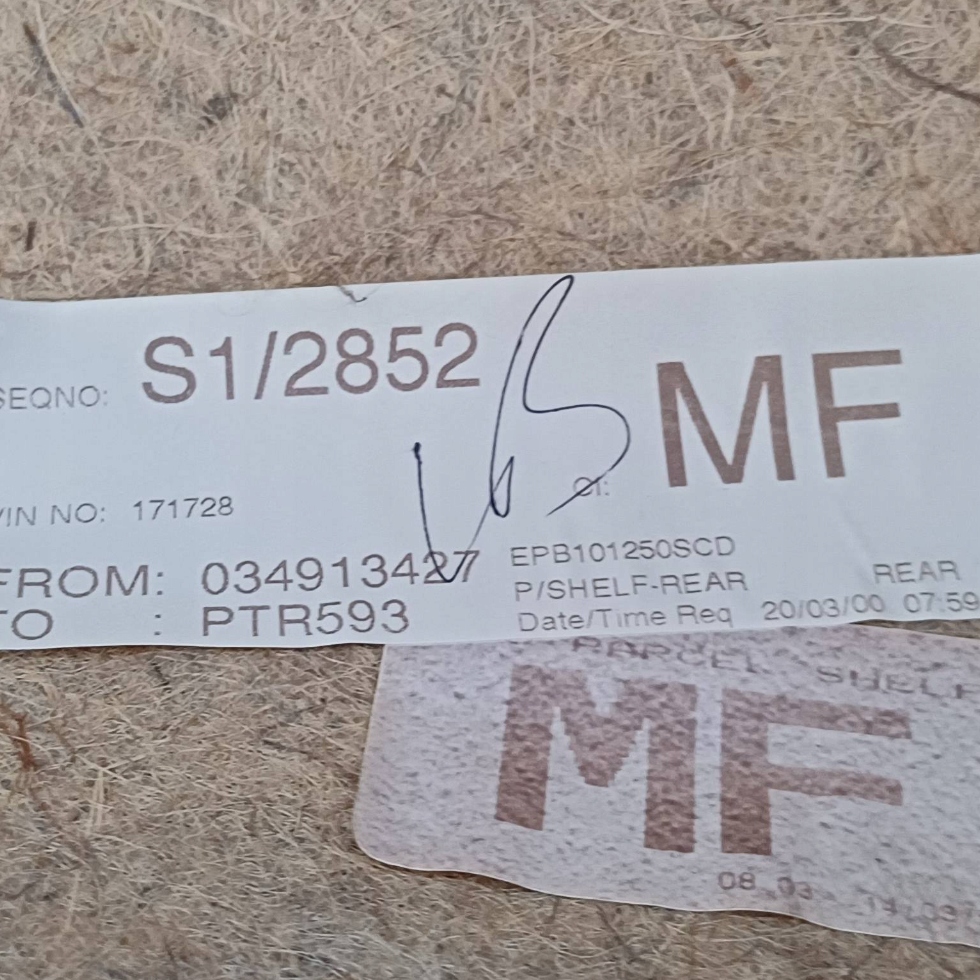 SEQNO: S1/2852 MF
VIN NO: 171728
CT:
FROM: 034913427 EPB101250SCD
P/SHELF-REAR REAR
TO : PTR593
Date/Time Req 20/03/00 07:59
PARCEL SHELF
MF
08 03